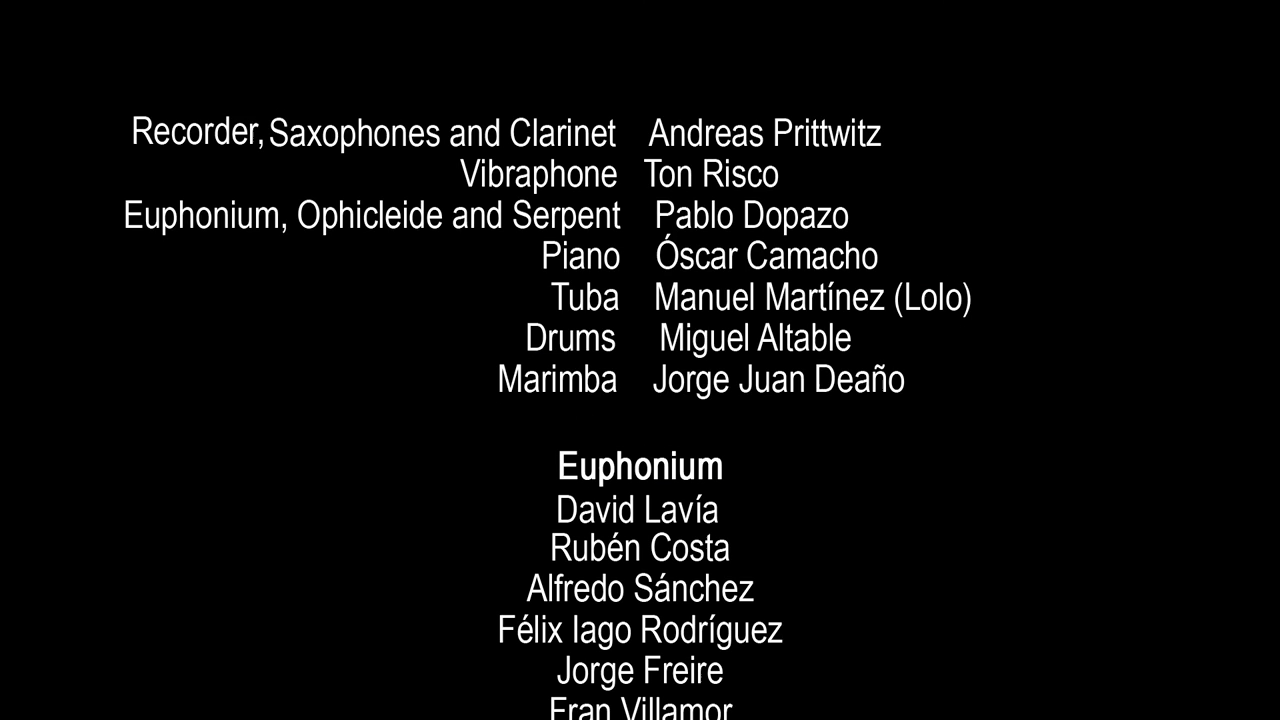 Recorder, Saxophones and Clarinet Andreas Prittwitz
Vibraphone Ton Risco
Euphonium, Ophicleide and Serpent Pablo Dopazo
Piano Óscar Camacho
Tuba Manuel Martínez (Lolo)
Drums Miguel Altable
Marimba Jorge Juan Deaño
Euphonium
David Lavía
Rubén Costa
Alfredo Sánchez
Félix Iago Rodríguez
Jorge Freire
Fran Villamor